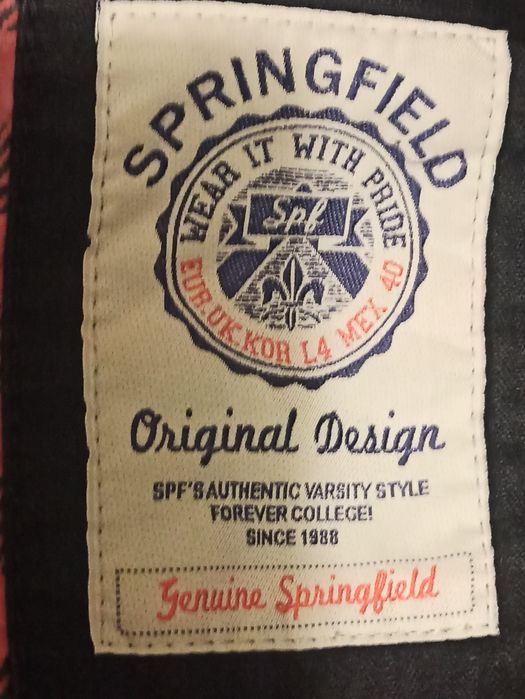 SPRINGFIELD
WEAR IT WITH PRIDE
Spf
EUR.UK.KOR L4 MEX 40
Original Design
SPF'S AUTHENTIC VARSITY STYLE
FOREVER COLLEGE!
SINCE 1988
Genuine Springfield